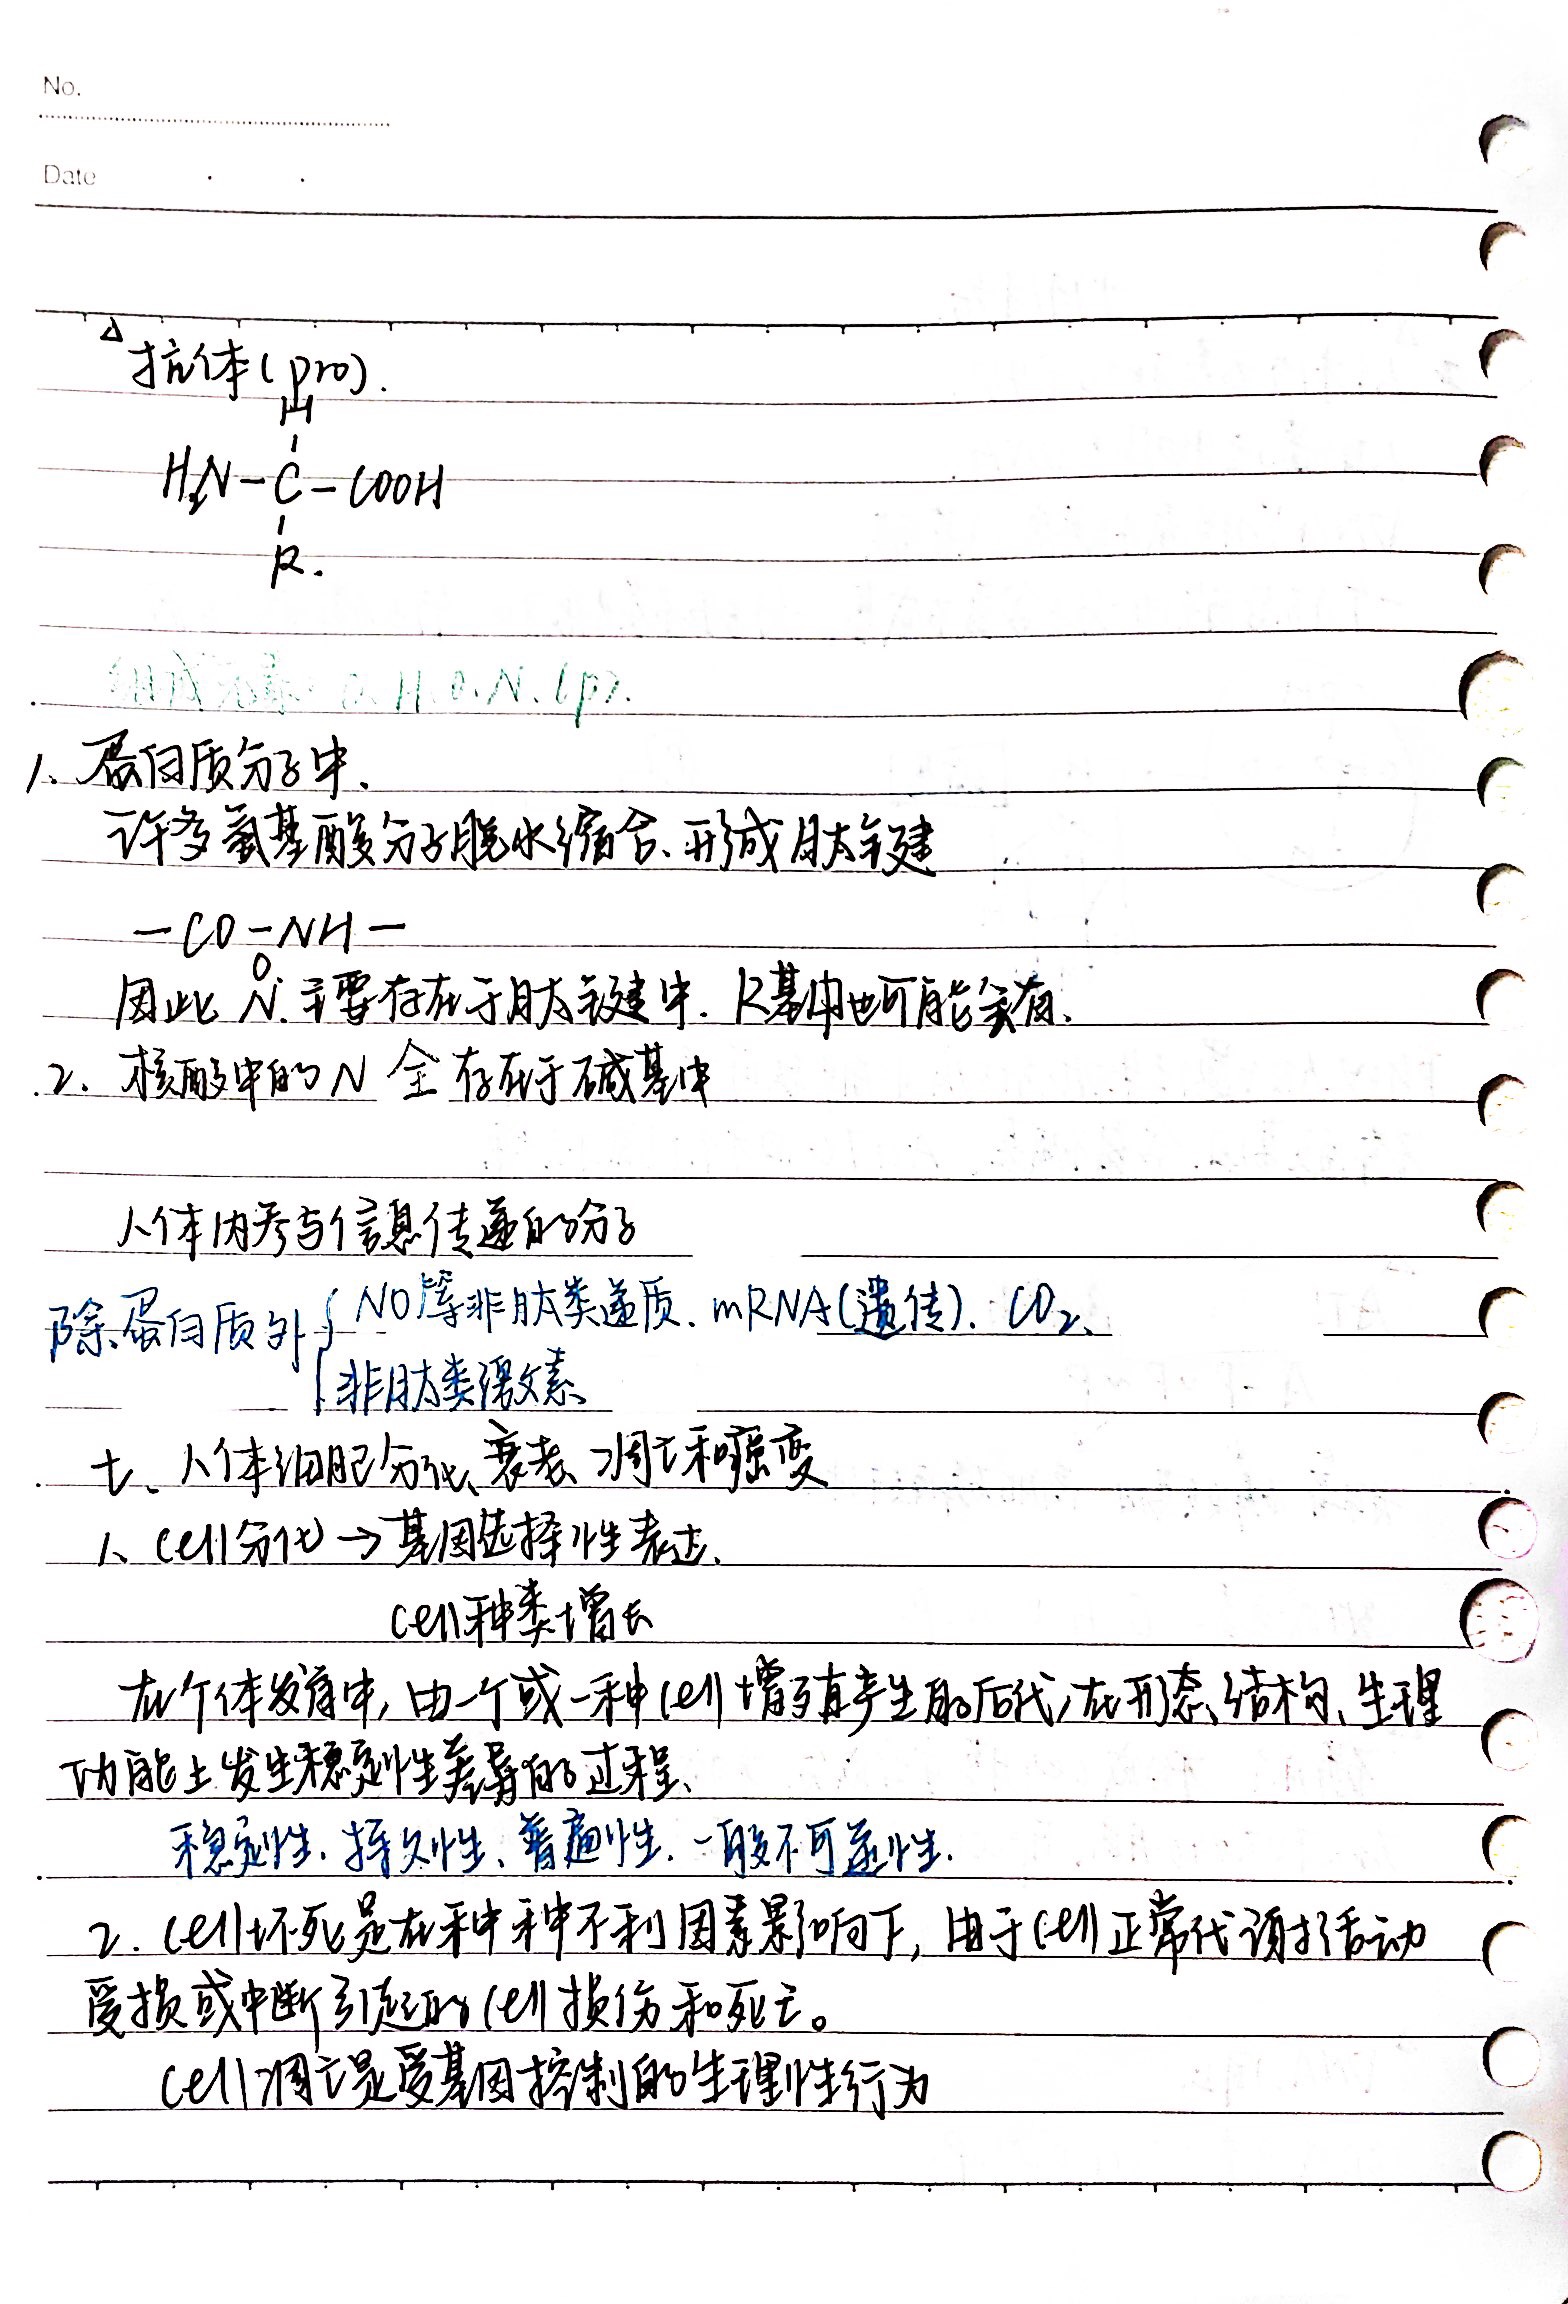 No.
Date
△抗体(pro).
H
H₂N-C-COOH
R.
元素 C.H.O.N.(p).
1、蛋白质分子中、
许多氨基酸分子脱水缩合、形成肽键
—CO—NH—
因此 O N 主要存在于肽键中. R基中也可能含有、
2、核酸中的N 全存在于碱基中
人体内参与信息传递的分子
除蛋白质外{NO等非肽类递质、mRNA(遗传)、CO₂、
非肽类激素、
七、人体细胞分化、衰老、凋亡和癌变
1、cell分化→基因选择性表达、
cell种类增长
在个体发育中,由一个或一种cell增殖产生的后代,在形态、结构、生理
功能上发生稳定性差异的过程、
稳定性、持久性、普遍性、一般不可逆性.
2.cell坏死是在种种不利因素影响下,由于cell正常代谢活动
受损或中断引起的cell损伤和死亡。
cell凋亡是受基因控制的生理性行为